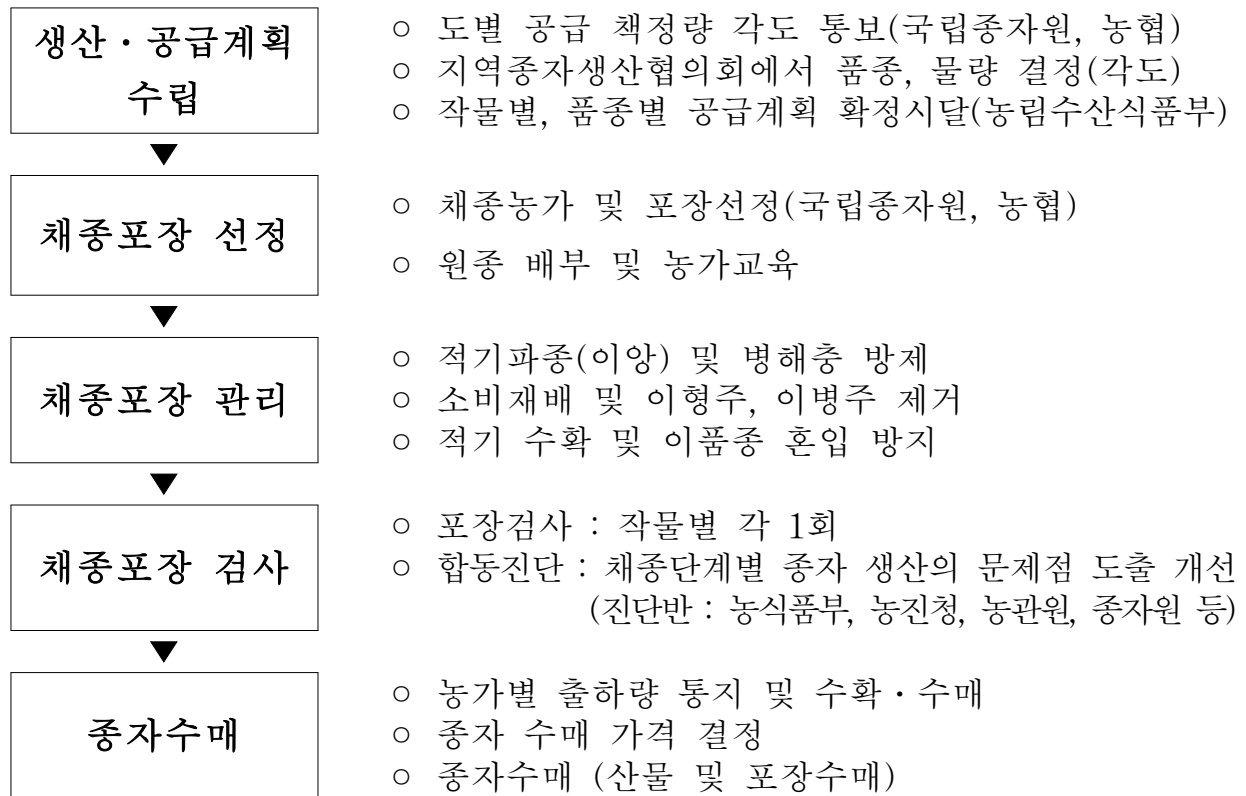 생산·공급계획
수립
○ 도별 공급 책정량 각도 통보(국립종자원, 농협)
○ 지역종자생산협의회에서 품종, 물량 결정(각도)
○ 작물별, 품종별 공급계획 확정시달(농림수산식품부)
▼
채종포장 선정
○ 채종농가 및 포장선정(국립종자원, 농협)
○ 원종 배부 및 농가교육
▼
채종포장 관리
○ 적기파종(이앙) 및 병해충 방제
○ 소비재배 및 이형주, 이병주 제거
○ 적기 수확 및 이품종 혼입 방지
▼
채종포장 검사
○ 포장검사 : 작물별 각 1회
○ 합동진단 : 채종단계별 종자 생산의 문제점 도출 개선
(진단반 : 농식품부, 농진청, 농관원, 종자원 등)
▼
종자수매
○ 농가별 출하량 통지 및 수확·수매
○ 종자 수매 가격 결정
○ 종자수매 (산물 및 포장수매)